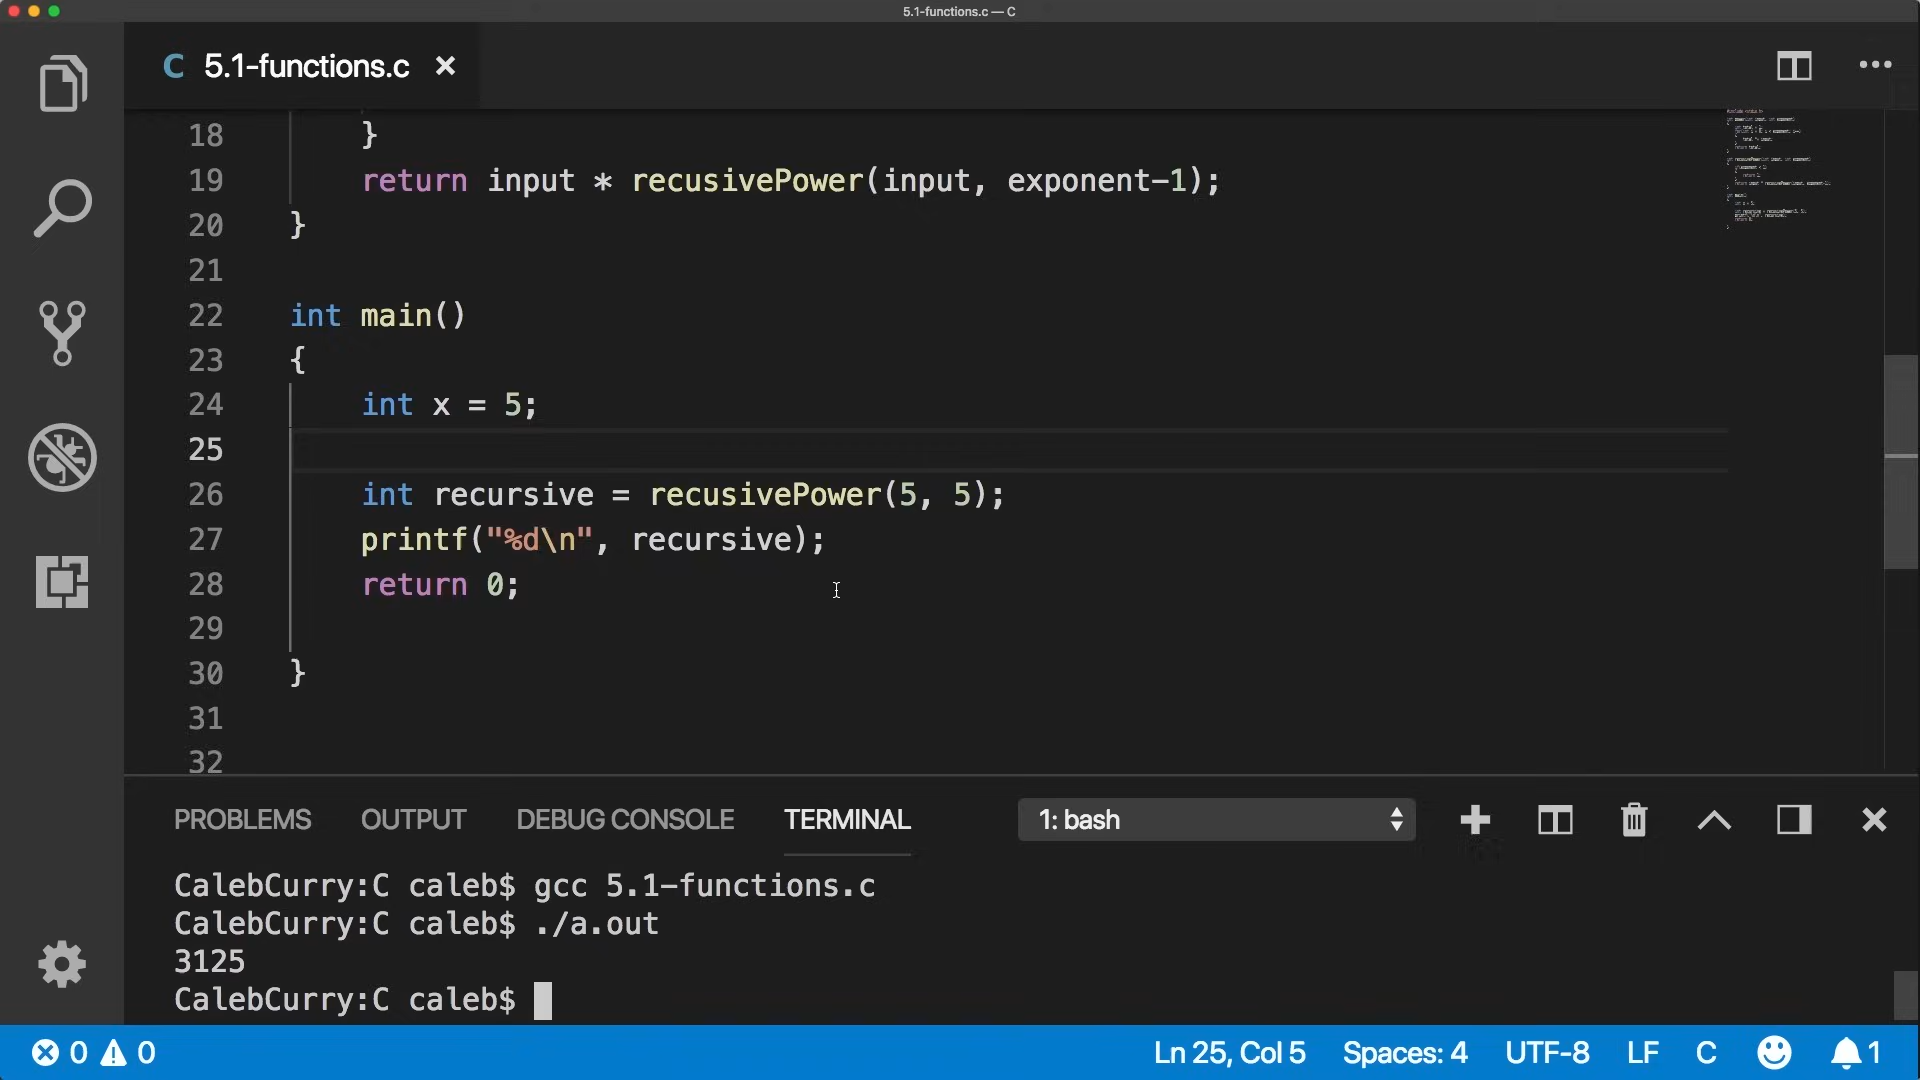 5.1-functions.c — C
C 5.1-functions.c ×
18 }
19 return input * recusivePower(input, exponent-1);
20 }
21
22 int main()
23 {
24 int x = 5;
25
26 int recursive = recusivePower(5, 5);
27 printf("%d\n", recursive);
28 return 0;
29
30 }
31
32
PROBLEMS OUTPUT DEBUG CONSOLE TERMINAL 1: bash
CalebCurry:C caleb$ gcc 5.1-functions.c
CalebCurry:C caleb$ ./a.out
3125
CalebCurry:C caleb$
0 0 Ln 25, Col 5 Spaces: 4 UTF-8 LF C 1